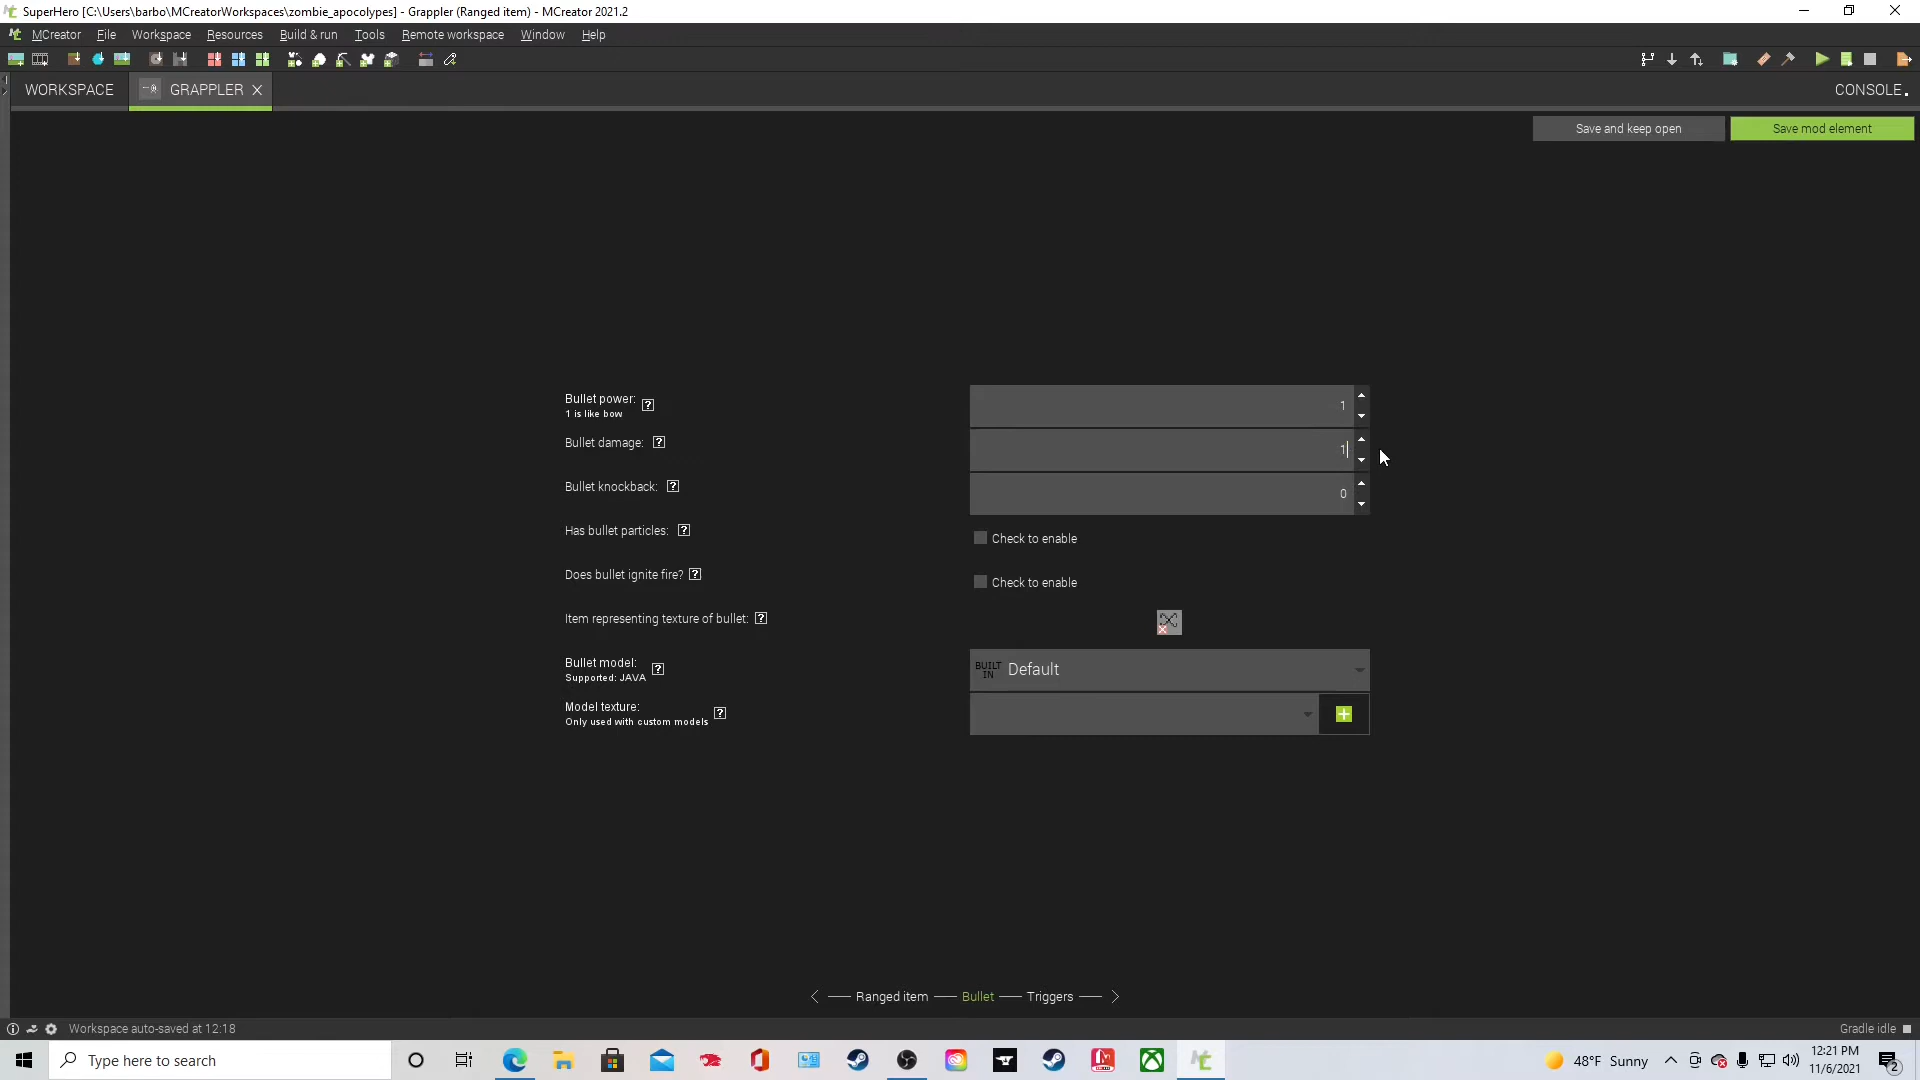 SuperHero [C:\Users\barbo\MCreatorWorkspaces\zombie_apocolypes] - Grappler (Ranged item) - MCreator 2021.2
MCreator File Workspace Resources Build & run Tools Remote workspace Window Help
WORKSPACE GRAPPLER CONSOLE
Save and keep open Save mod element
Bullet power: 1
1 is like bow
Bullet damage: 1
Bullet knockback: 0
Has bullet particles: Check to enable
Does bullet ignite fire? Check to enable
Item representing texture of bullet:
Bullet model: BUILT IN Default
Supported: JAVA
Model texture:
Only used with custom models
Ranged item Bullet Triggers
Workspace auto-saved at 12:18 Gradle idle
Type here to search 48°F Sunny 12:21 PM
11/6/2021 2